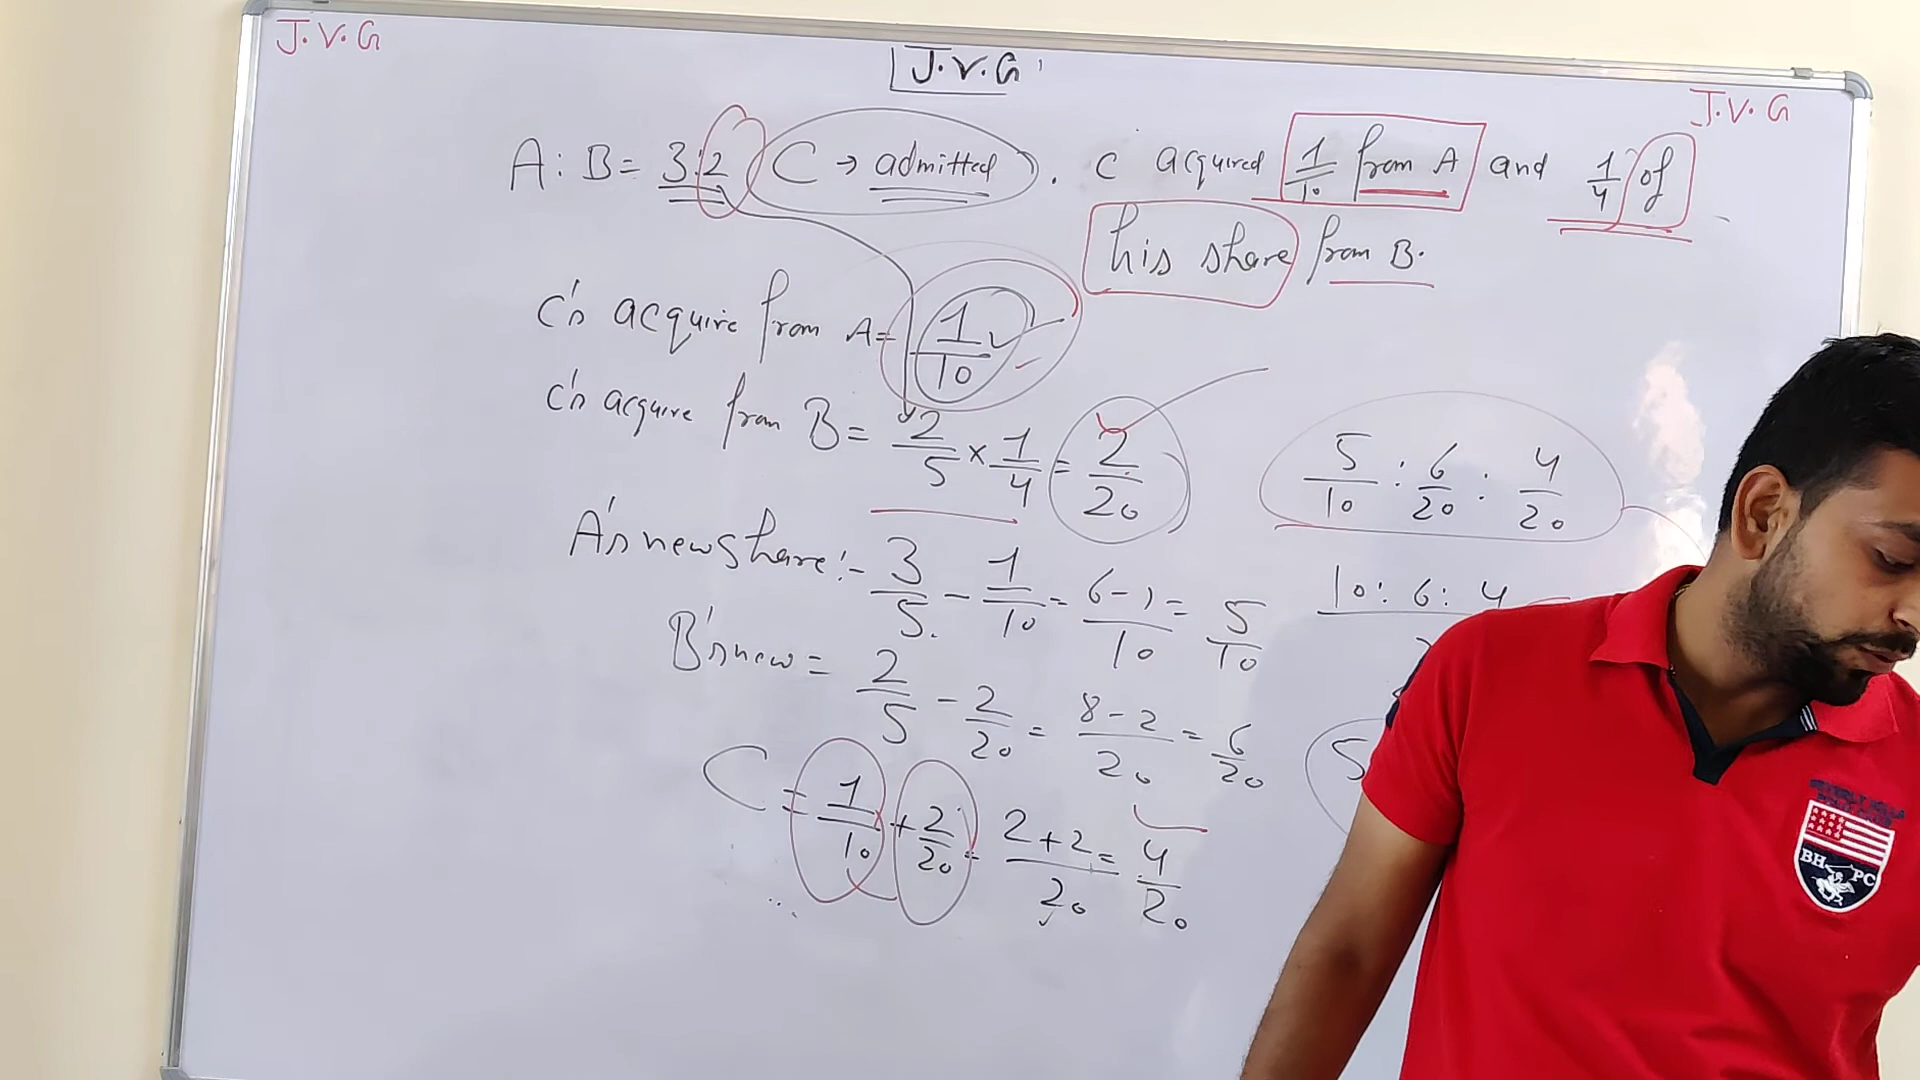 J.V.G
J.V.G
J.V.G
A : B = 3:2 C → admitted. C acquired 1/10 from A and 1/4 of
his share from B.
C's acquire from A = 1/10
C's acquire from B = 2/5 × 1/4 = 2/20
A's new share :- 3/5 - 1/10 = 6-1/10 = 5/10
B's new = 2/5 - 2/20 = 8-2/20 = 6/20
C = 1/10 + 2/20 = 2+2/20 = 4/20
5/10 : 6/20 : 4/20
10 : 6 : 4
5
BH PC